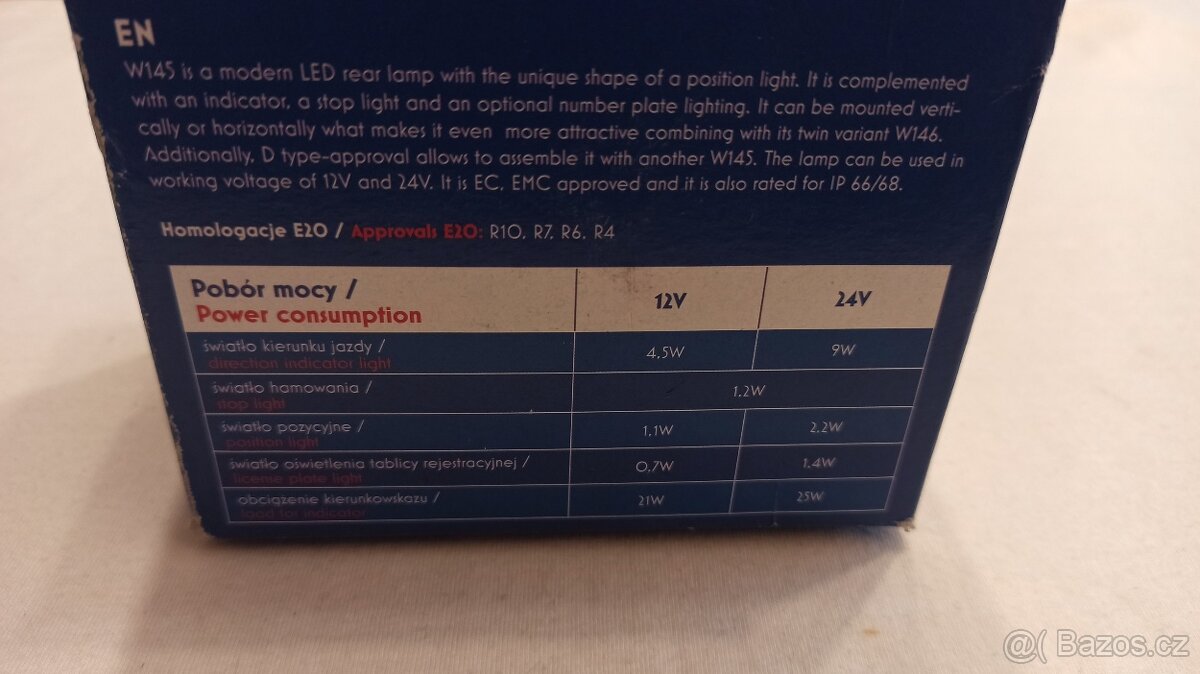 EN
W145 is a modern LED rear lamp with the unique shape of a position light. It is complemented
with an indicator, a stop light and an optional number plate lighting. It can be mounted verti-
cally or horizontally what makes it even more attractive combining with its twin variant W146.
Additionally, D type-approval allows to assemble it with another W145. The lamp can be used in
working voltage of 12V and 24V. It is EC, EMC approved and it is also rated for IP 66/68.
Homologacje E20 / Approvals E20: R10, R7, R6, R4
Pobór mocy /
Power consumption
12V
24V
światło kierunku jazdy /
direction indicator light
4,5W
9W
światło hamowania /
stop light
1,2W
światło pozycyjne /
position light
1,1W
2,2W
światło oświetlenia tablicy rejestracyjnej /
license plate light
0,7W
1,4W
obciążenie kierunkowskazu /
load for indicator
21W
25W
@( Bazos.cz